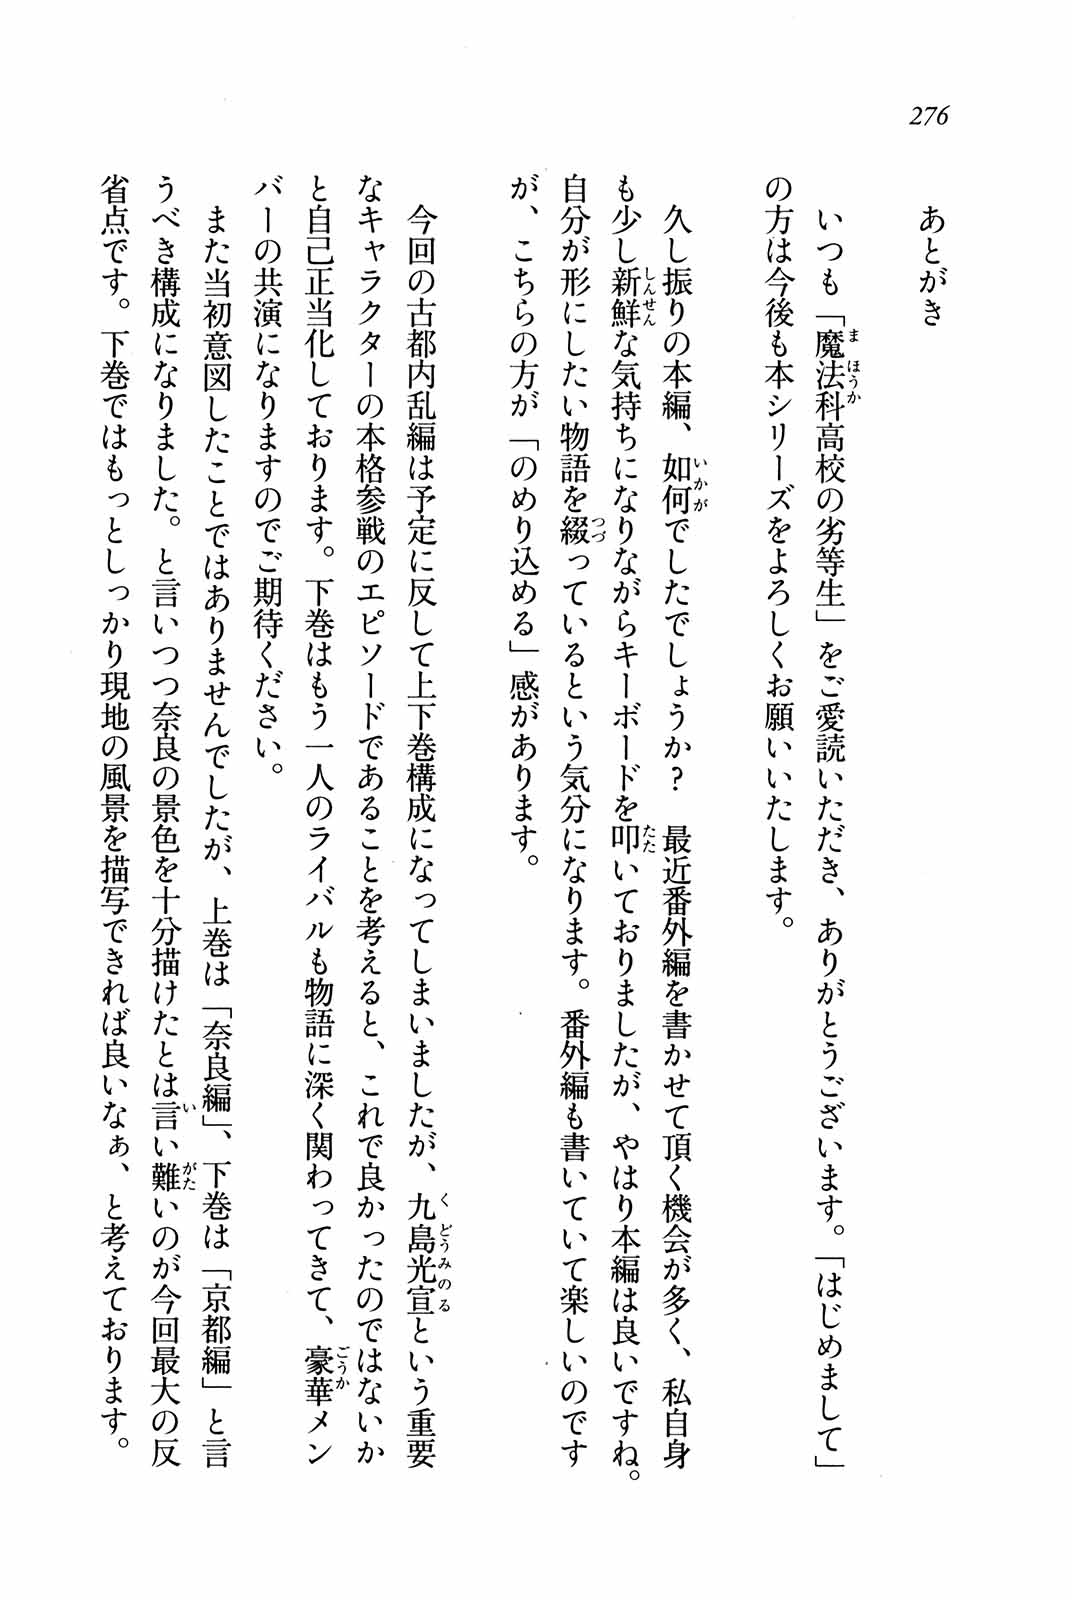 276
あとがき
いつも「魔法科高校の劣等生」をご愛読いただき、ありがとうございます。「はじめまして」
の方は今後も本シリーズをよろしくお願いいたします。
久し振りの本編、如何でしたでしょうか? 最近番外編を書かせて頂く機会が多く、私自身
も少し新鮮な気持ちになりながらキーボードを叩いておりましたが、やはり本編は良いですね。
自分が形にしたい物語を綴っているという気分になります。番外編も書いていて楽しいのです
が、こちらの方が「のめり込める」感があります。
今回の古都内乱編は予定に反して上下巻構成になってしまいましたが、九島光宣という重要
なキャラクターの本格参戦のエピソードであることを考えると、これで良かったのではないか
と自己正当化しております。下巻はもう一人のライバルも物語に深く関わってきて、豪華メン
バーの共演になりますのでご期待ください。
また当初意図したことではありませんでしたが、上巻は「奈良編」、下巻は「京都編」と言
うべき構成になりました。と言いつつ奈良の景色を十分描けたとは言い難いのが今回最大の反
省点です。下巻ではもっとしっかり現地の風景を描写できれば良いなぁ、と考えております。